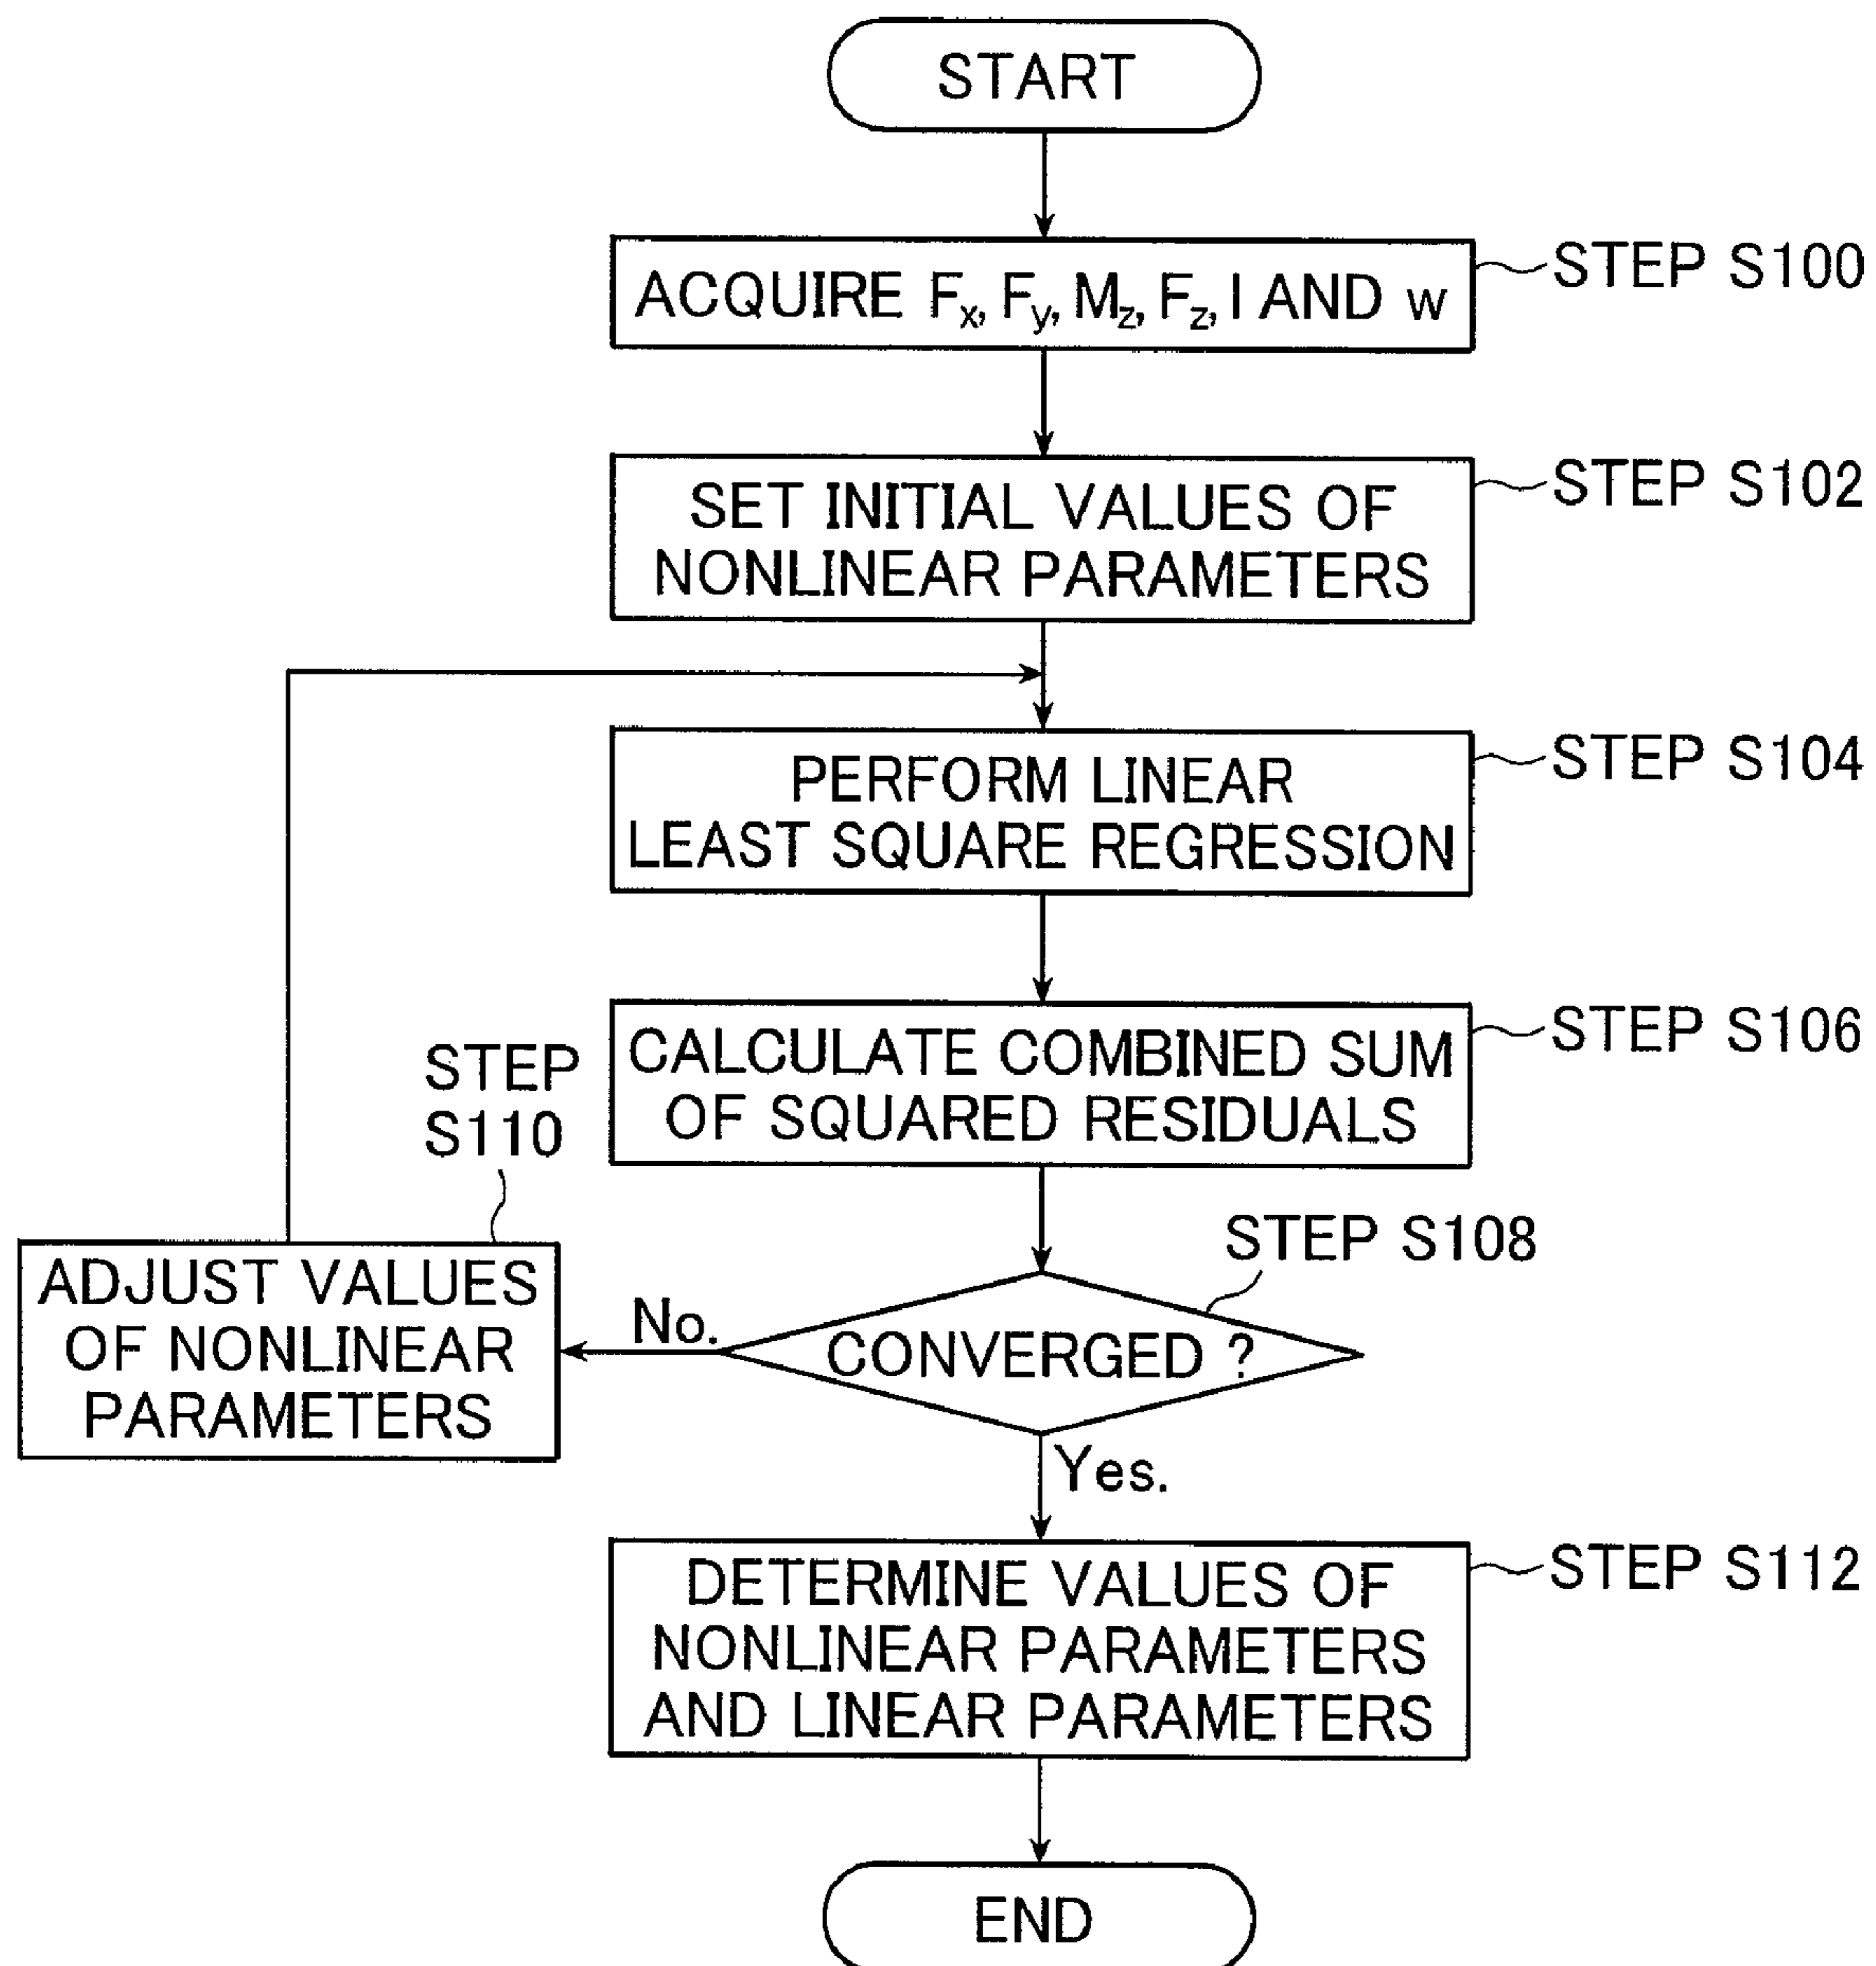 START
ACQUIRE Fx, Fy, Mz, Fz, l AND w
STEP S100
SET INITIAL VALUES OF
NONLINEAR PARAMETERS
STEP S102
PERFORM LINEAR
LEAST SQUARE REGRESSION
STEP S104
CALCULATE COMBINED SUM
OF SQUARED RESIDUALS
STEP S106
STEP
S110
ADJUST VALUES
OF NONLINEAR
PARAMETERS
No.
CONVERGED ?
STEP S108
Yes.
DETERMINE VALUES OF
NONLINEAR PARAMETERS
AND LINEAR PARAMETERS
STEP S112
END